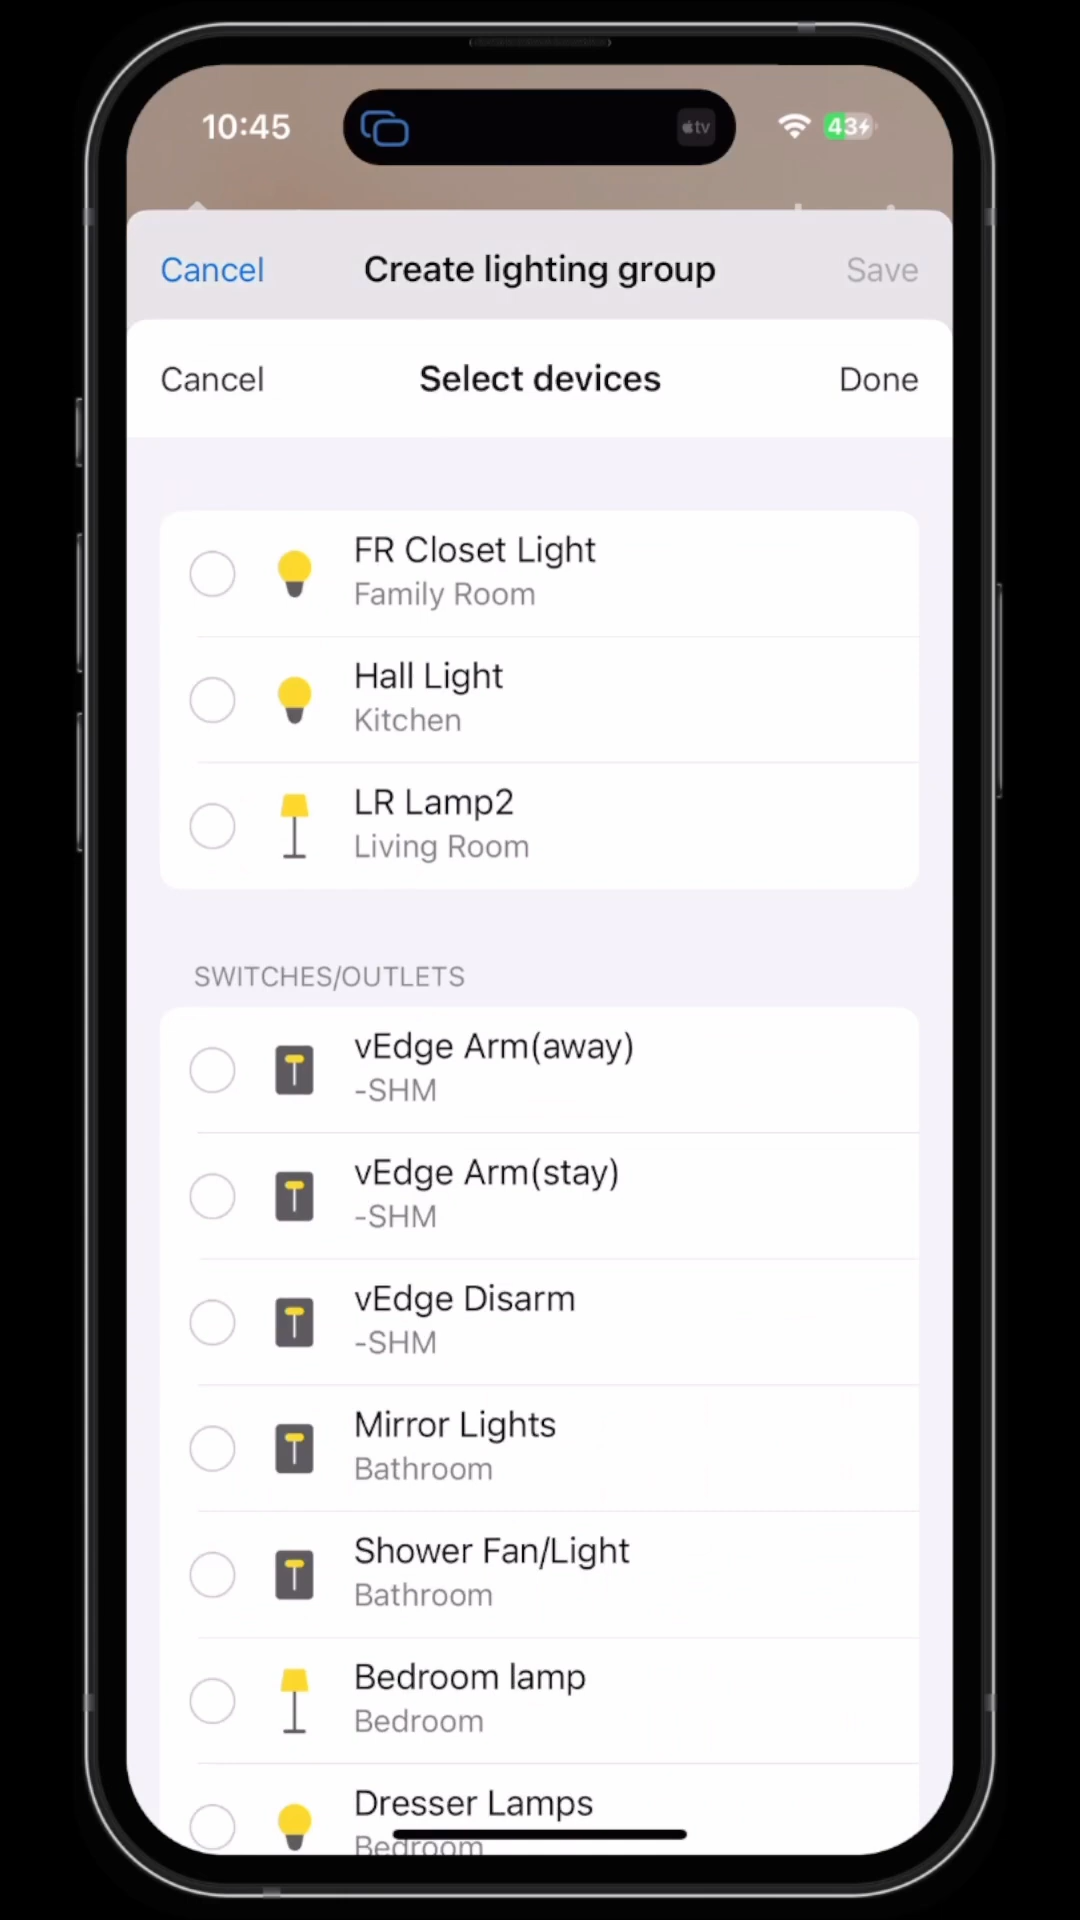 10:45
tv
43
Cancel
Create lighting group
Save
Cancel
Select devices
Done
FR Closet Light
Family Room
Hall Light
Kitchen
LR Lamp2
Living Room
SWITCHES/OUTLETS
vEdge Arm(away)
-SHM
vEdge Arm(stay)
-SHM
vEdge Disarm
-SHM
Mirror Lights
Bathroom
Shower Fan/Light
Bathroom
Bedroom lamp
Bedroom
Dresser Lamps
Bedroom